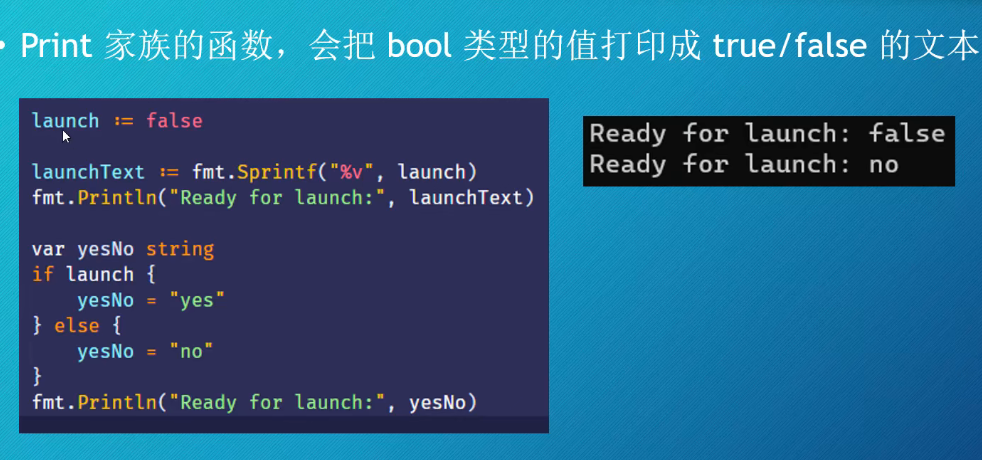 • Print 家族的函数，会把 bool 类型的值打印成 true/false 的文本
launch := false
launchText := fmt.Sprintf("%v", launch)
fmt.Println("Ready for launch:", launchText)
var yesNo string
if launch {
    yesNo = "yes"
} else {
    yesNo = "no"
}
fmt.Println("Ready for launch:", yesNo)
Ready for launch: false
Ready for launch: no